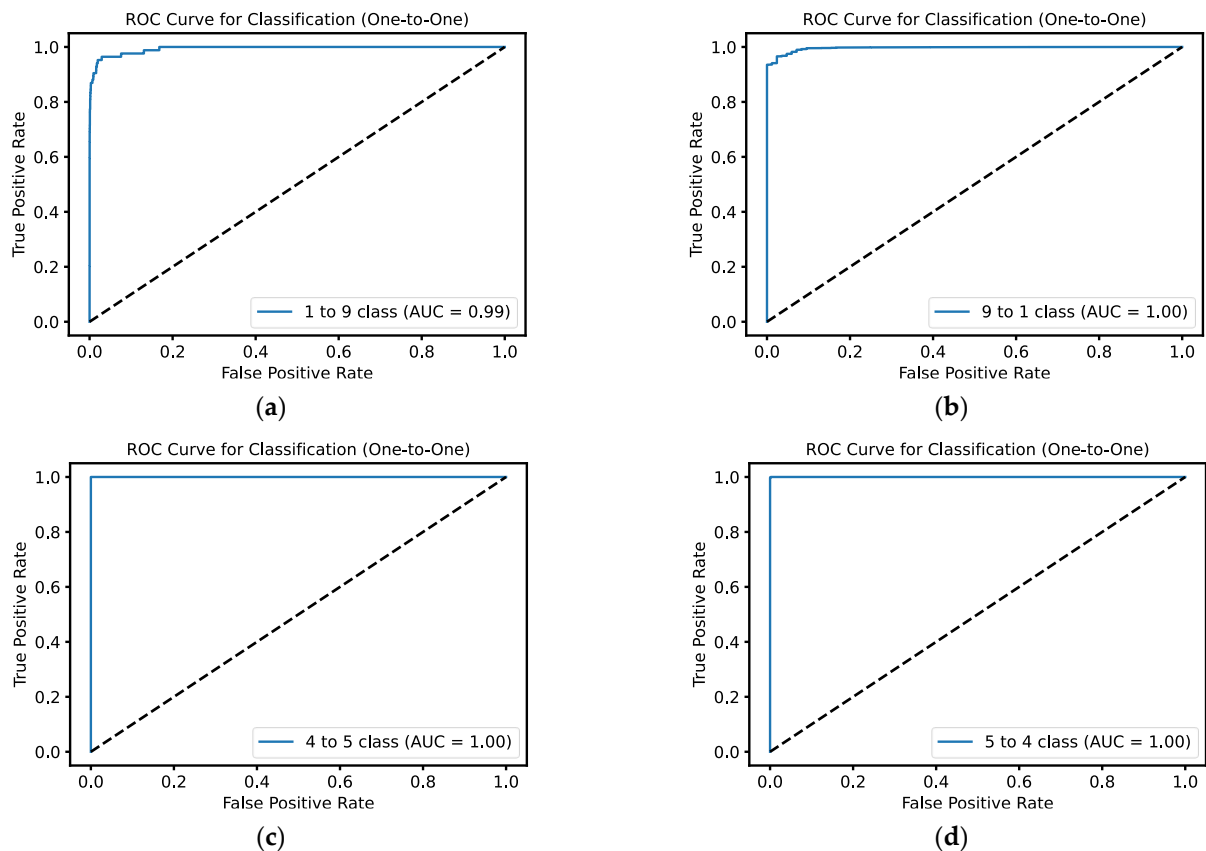 ROC Curve for Classification (One-to-One)
True Positive Rate
1.0
0.8
0.6
0.4
0.2
0.0
1 to 9 class (AUC = 0.99)
0.0 0.2 0.4 0.6 0.8 1.0
False Positive Rate
(a)
ROC Curve for Classification (One-to-One)
True Positive Rate
1.0
0.8
0.6
0.4
0.2
0.0
9 to 1 class (AUC = 1.00)
0.0 0.2 0.4 0.6 0.8 1.0
False Positive Rate
(b)
ROC Curve for Classification (One-to-One)
True Positive Rate
1.0
0.8
0.6
0.4
0.2
0.0
4 to 5 class (AUC = 1.00)
0.0 0.2 0.4 0.6 0.8 1.0
False Positive Rate
(c)
ROC Curve for Classification (One-to-One)
True Positive Rate
1.0
0.8
0.6
0.4
0.2
0.0
5 to 4 class (AUC = 1.00)
0.0 0.2 0.4 0.6 0.8 1.0
False Positive Rate
(d)